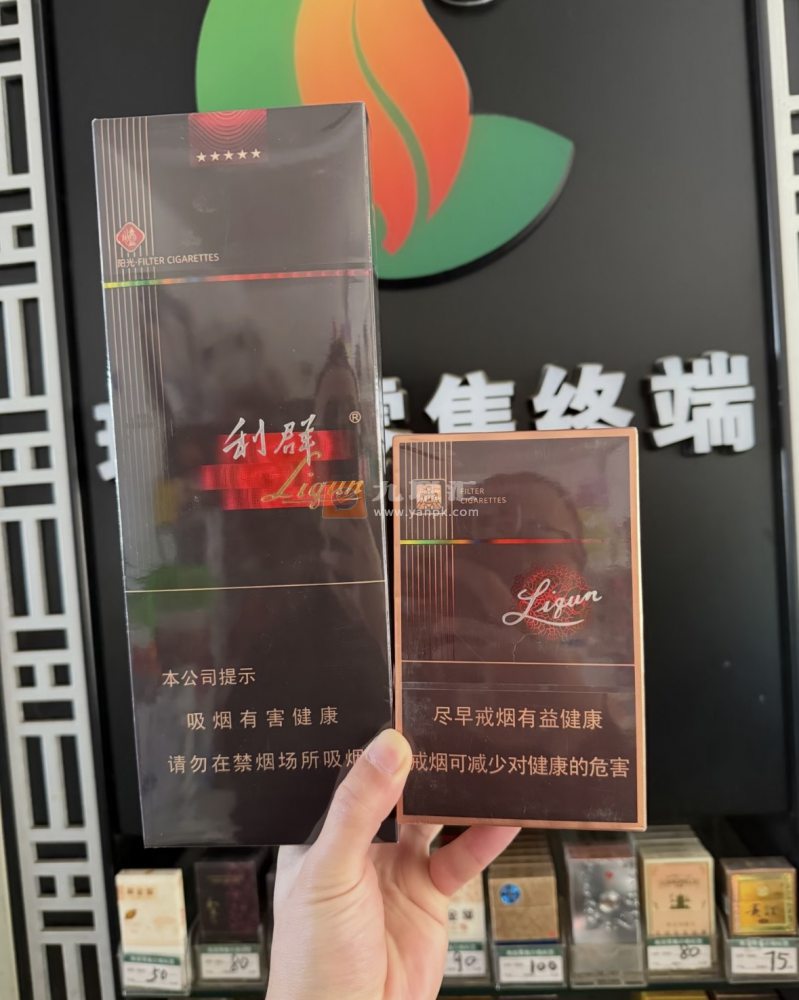 ★★★★★
阳光·FILTER CIGARETTES
利群®
Liqun
本公司提示
吸烟有害健康
请勿在禁烟场所吸烟
FILTER
CIGARETTES
Liqun
尽早戒烟有益健康
戒烟可减少对健康的危害
售终端
www.yanpk.com
50
80
90
100
80
75